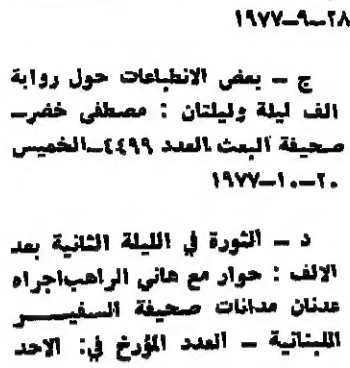 ٢٨-٩-١٩٧٧
ج - بعض الانطباعات حول رواية
الف ليلة وليلتان : مصطفى خضر-
صحيفة البعث العدد ٤٤٩٩-الخميس
٢٠-١٠-١٩٧٧
د - الثورة في الليلة الثانية بعد
الالف : حوار مع هاني الراهب اجراه
عدنان مدانات صحيفة السفير
اللبنانية - العدد المؤرخ في: الاحد